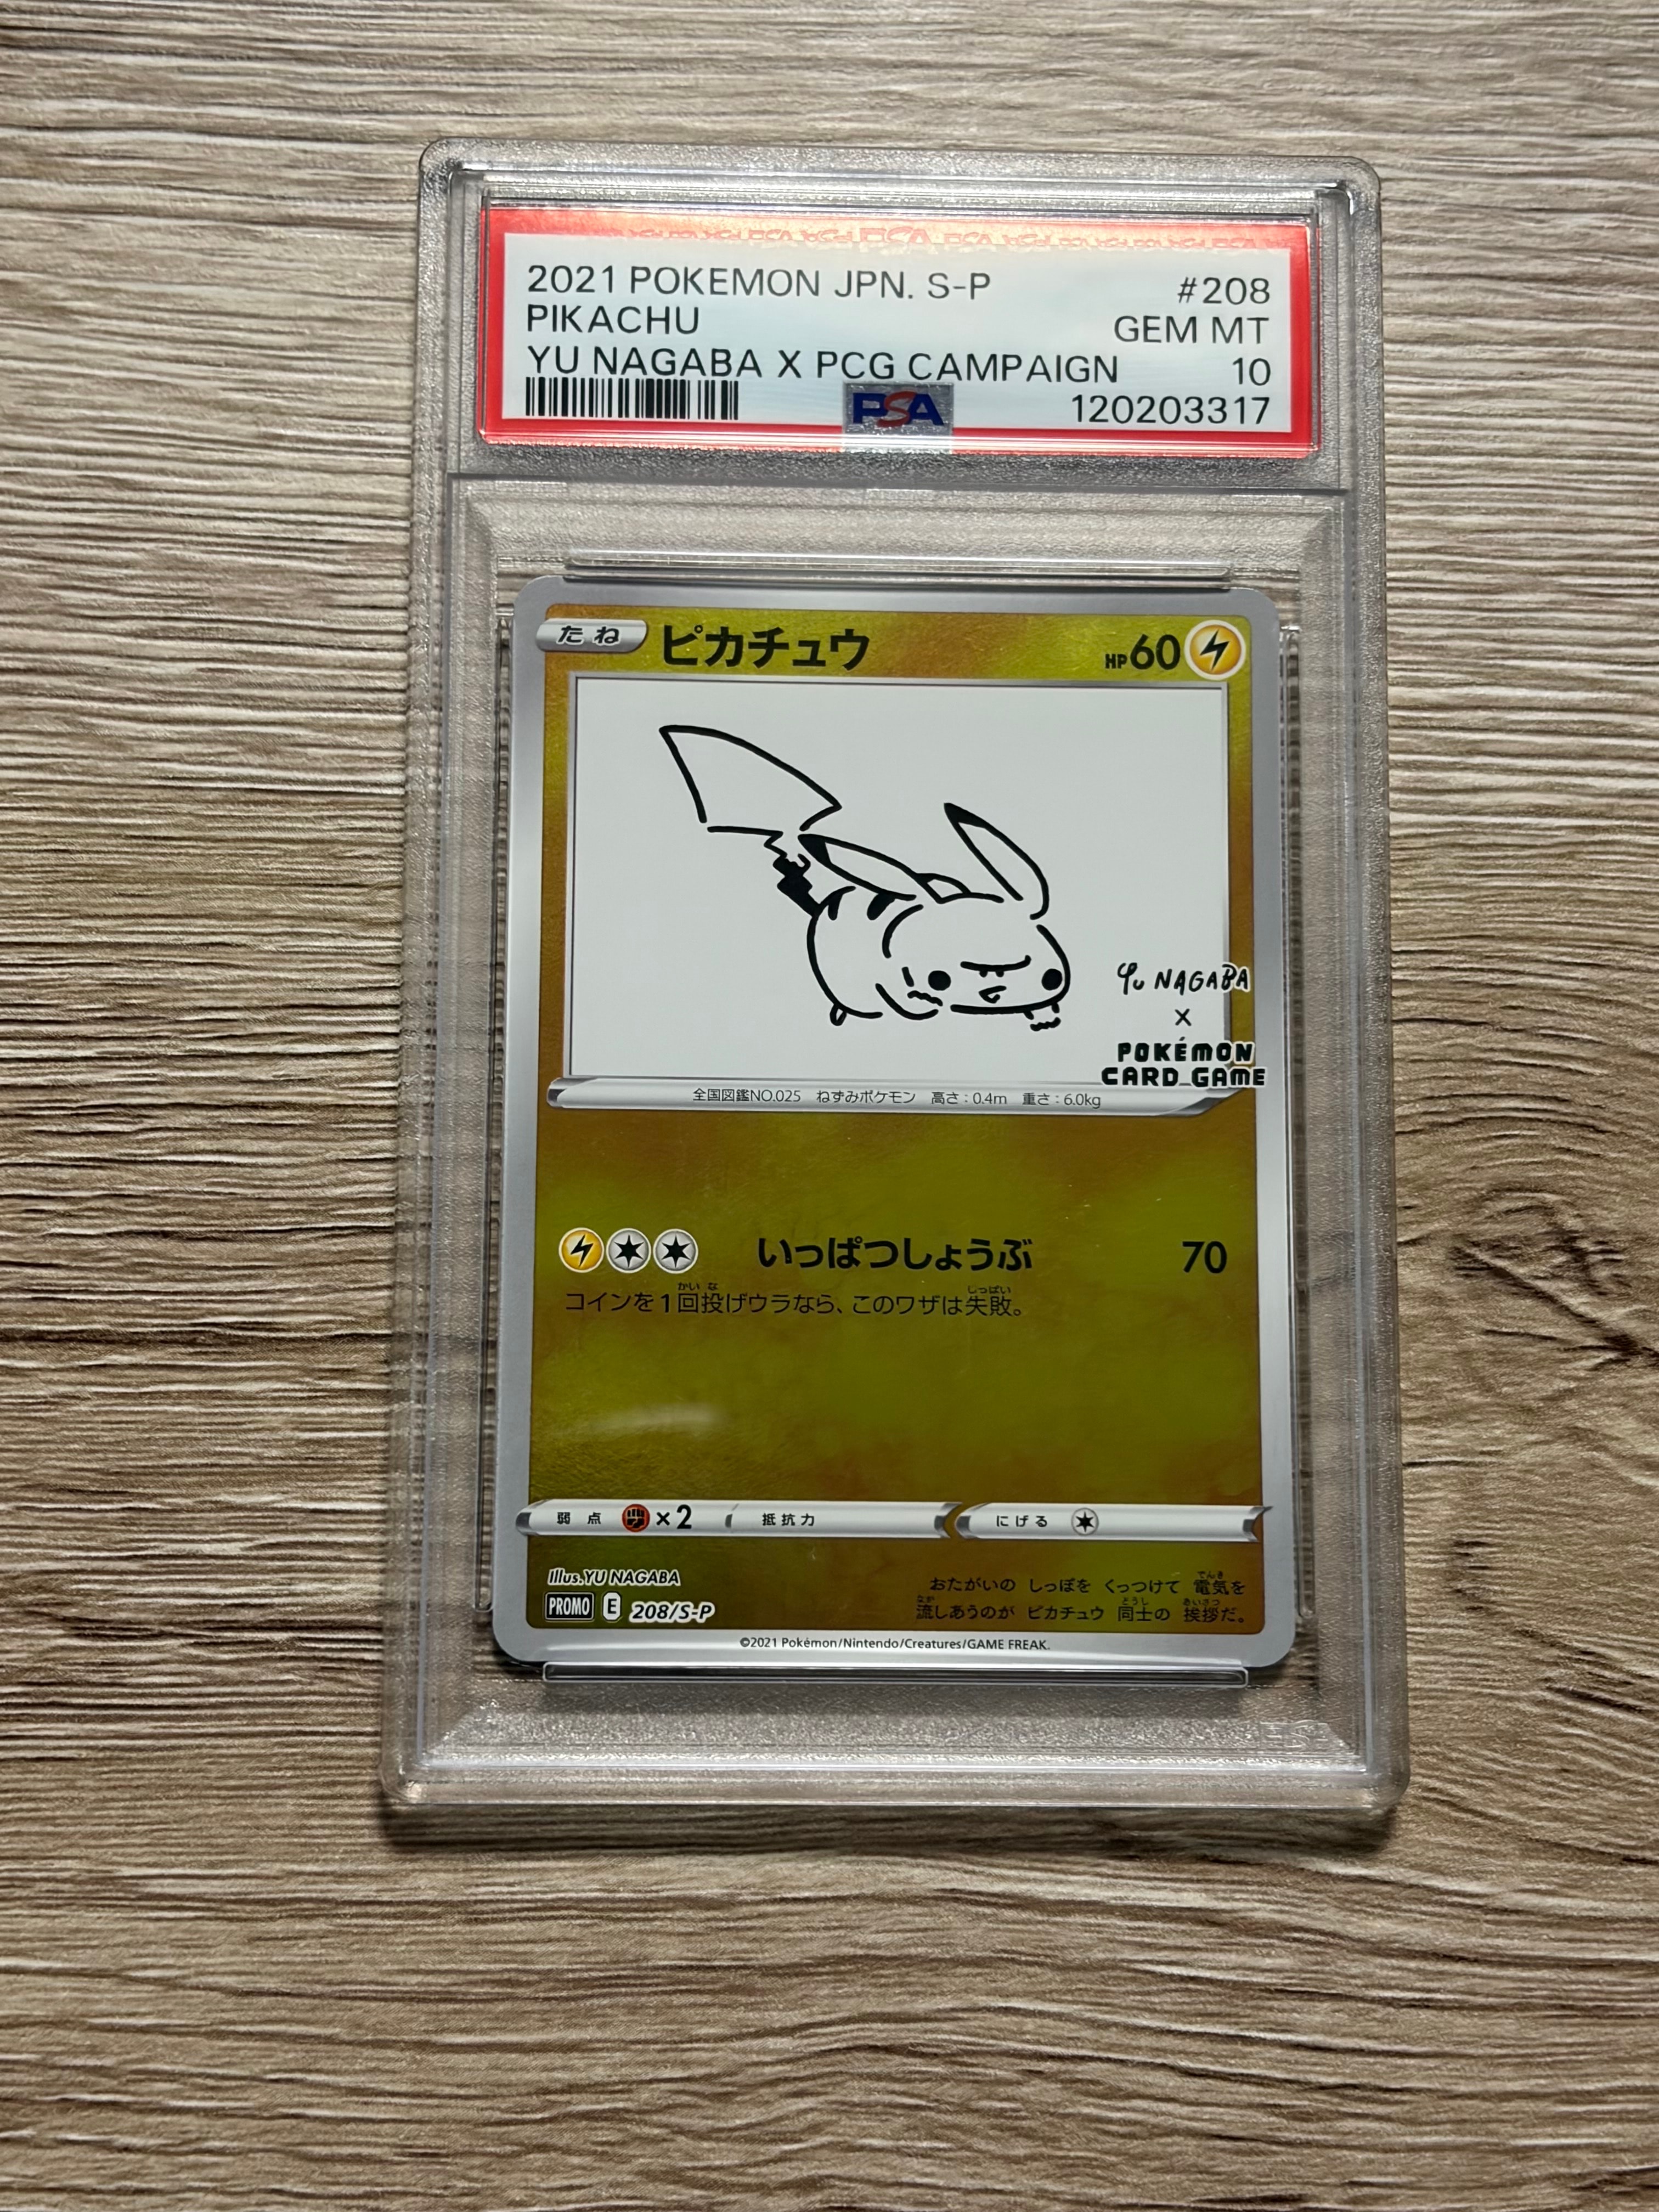 2021 POKEMON JPN. S-P #208
PIKACHU GEM MT
YU NAGABA X PCG CAMPAIGN 10
PSA 120203317
たね ピカチュウ HP60
YU NAGABA
×
POKÉMON
CARD GAME
全国図鑑NO.025 ねずみポケモン 高さ:0.4m 重さ:6.0kg
いっぱつしょうぶ 70
コインを1回投げウラなら、このワザは失敗。
弱点 ×2 抵抗力 にげる
Illus.YU NAGABA
おたがいの しっぽを くっつけて 電気を
流しあうのが ピカチュウ 同士の 挨拶だ。
PROMO E 208/S-P
©2021 Pokémon/Nintendo/Creatures/GAME FREAK.